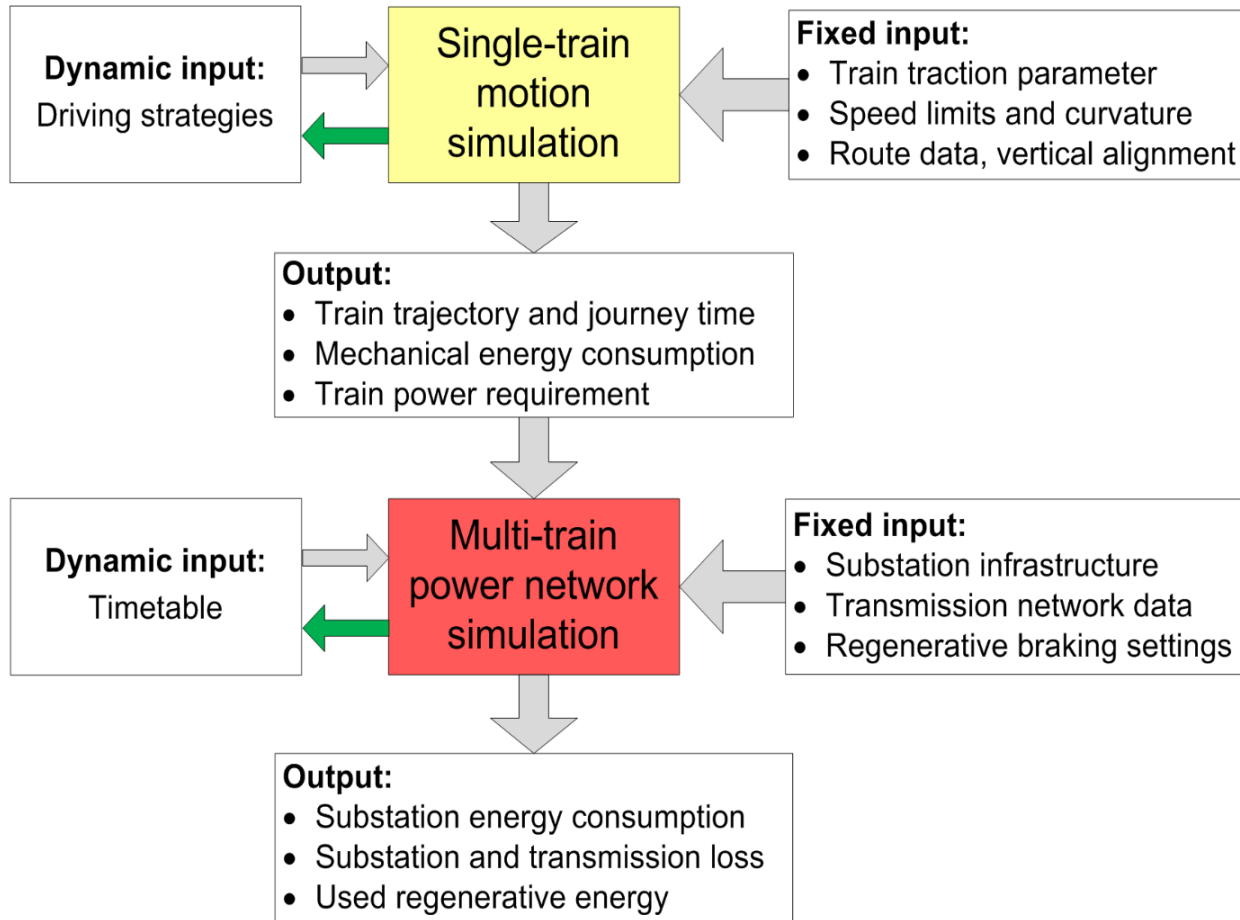 Dynamic input:
Driving strategies
Single-train
motion
simulation
Fixed input:
• Train traction parameter
• Speed limits and curvature
• Route data, vertical alignment
Output:
• Train trajectory and journey time
• Mechanical energy consumption
• Train power requirement
Dynamic input:
Timetable
Multi-train
power network
simulation
Fixed input:
• Substation infrastructure
• Transmission network data
• Regenerative braking settings
Output:
• Substation energy consumption
• Substation and transmission loss
• Used regenerative energy